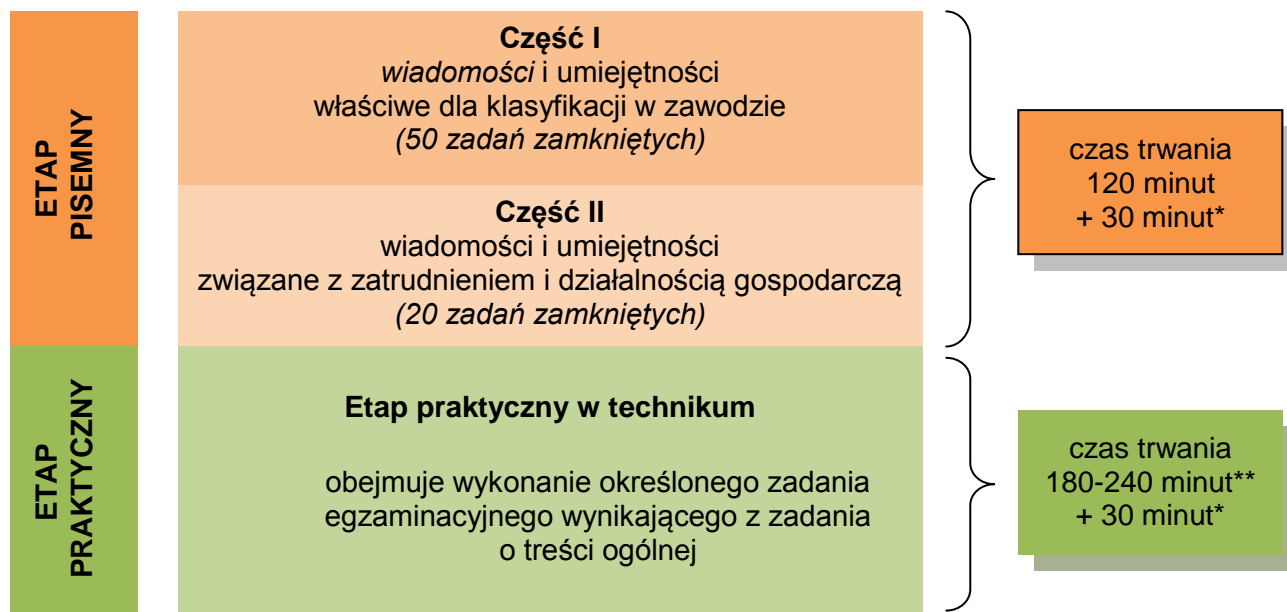 ETAP
PISEMNY
Część I
wiadomości i umiejętności
właściwe dla klasyfikacji w zawodzie
(50 zadań zamkniętych)
Część II
wiadomości i umiejętności
związane z zatrudnieniem i działalnością gospodarczą
(20 zadań zamkniętych)
czas trwania
120 minut
+ 30 minut*
ETAP
PRAKTYCZNY
Etap praktyczny w technikum
obejmuje wykonanie określonego zadania
egzaminacyjnego wynikającego z zadania
o treści ogólnej
czas trwania
180-240 minut**
+ 30 minut*